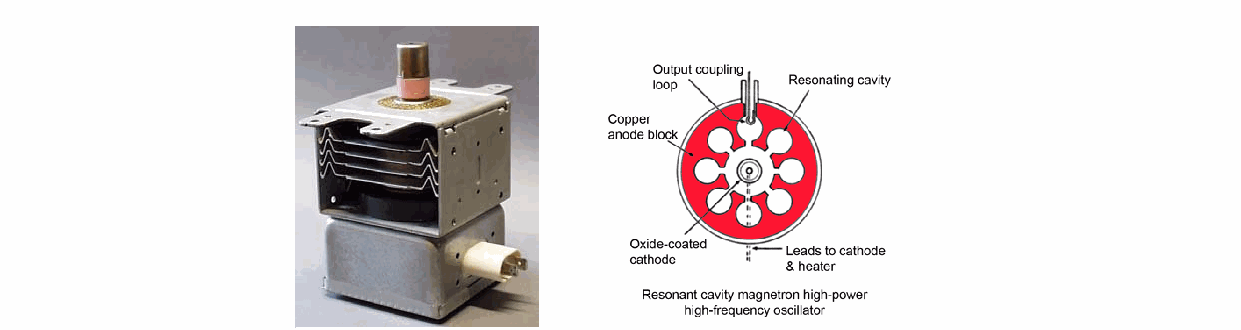 Output coupling
loop
Resonating cavity
Copper
anode block
Oxide-coated
cathode
Leads to cathode
& heater
Resonant cavity magnetron high-power
high-frequency oscillator